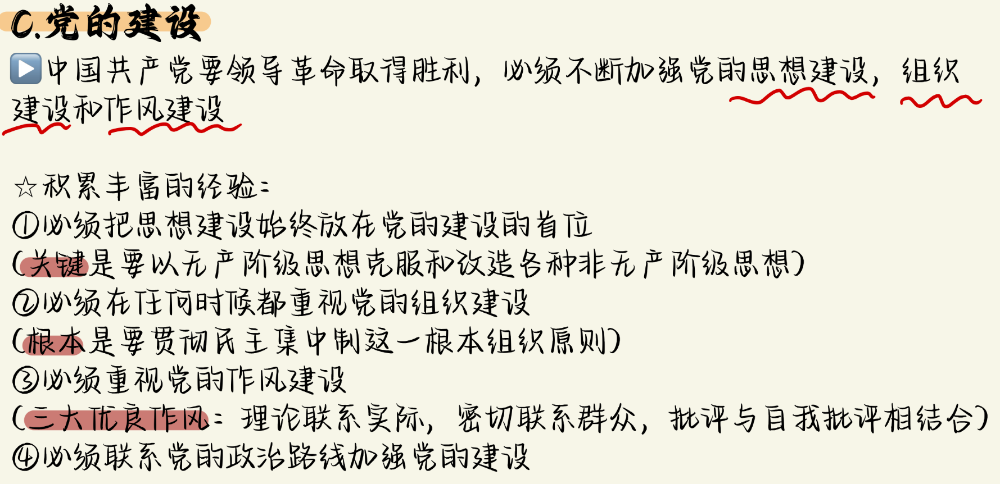 C.党的建设
▶中国共产党要领导革命取得胜利，必须不断加强党的思想建设，组织
建设和作风建设
☆积累丰富的经验：
①必须把思想建设始终放在党的建设的首位
（关键是要以无产阶级思想克服和改造各种非无产阶级思想）
②必须在任何时候都重视党的组织建设
（根本是要贯彻民主集中制这一根本组织原则）
③必须重视党的作风建设
（三大优良作风：理论联系实际，密切联系群众，批评与自我批评相结合）
④必须联系党的政治路线加强党的建设